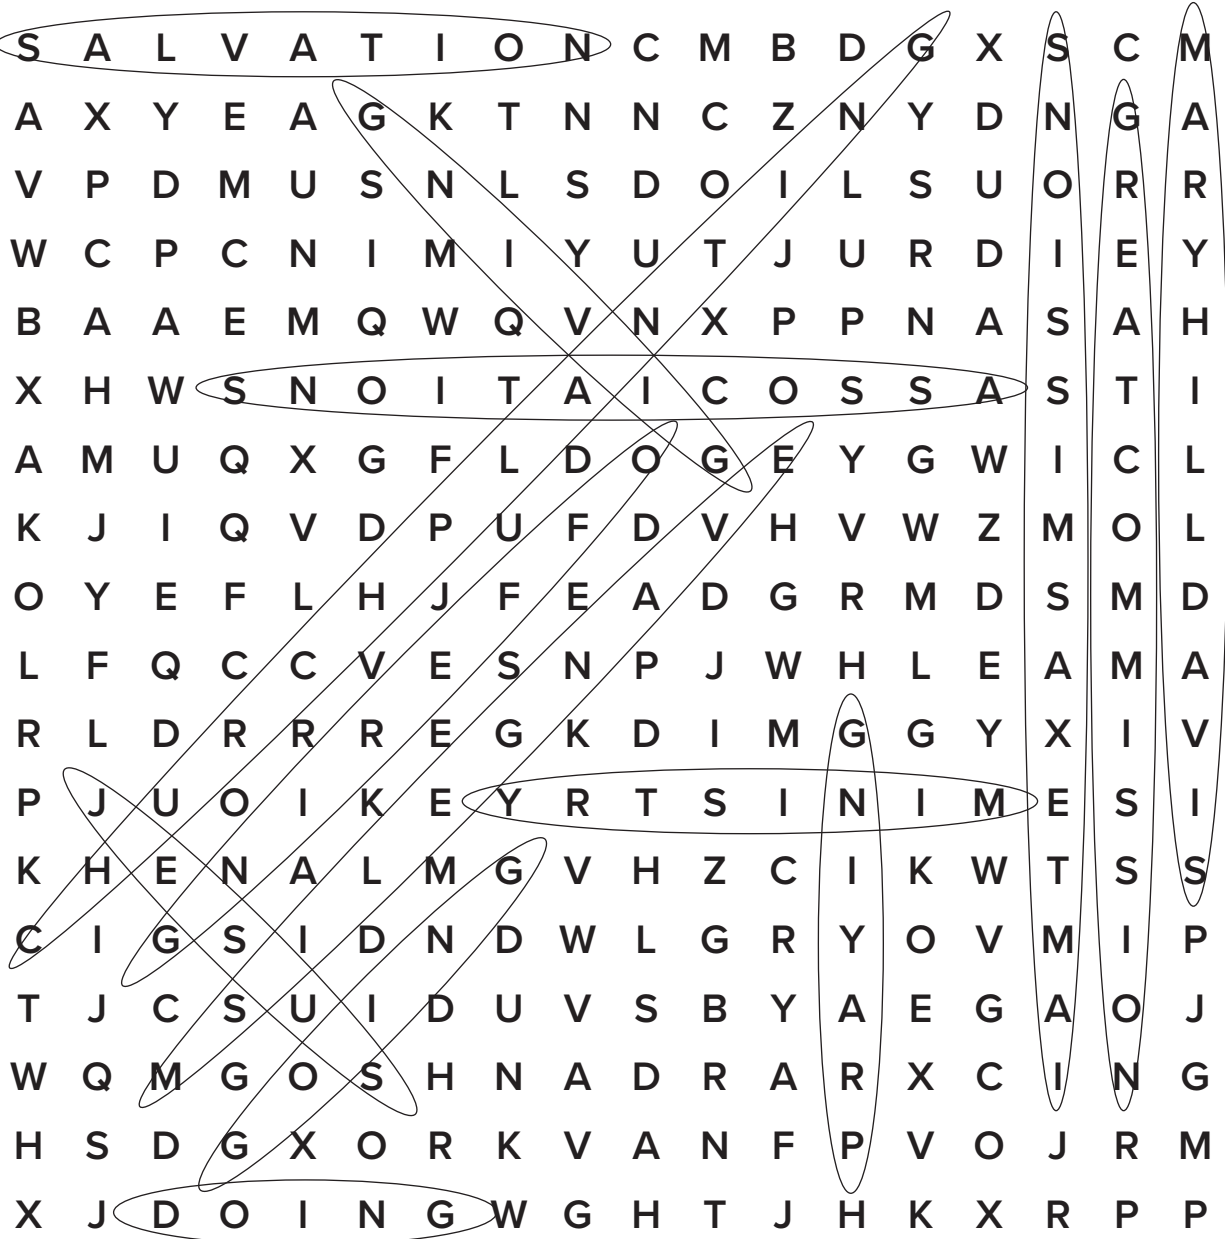 S A L V A T I O N C M B D G X S C M
A X Y E A G K T N N C Z N Y D N G A
V P D M U S N L S D O I L S U O R R
W C P C N I M I Y U T J U R D I E Y
B A A E M Q W Q V N X P P N A S A H
X H W S N O I T A I C O S S A S T I
A M U Q X G F L D O G E Y G W I C L
K J I Q V D P U F D V H V W Z M O L
O Y E F L H J F E A D G R M D S M D
L F Q C C V E S N P J W H L E A M A
R L D R R R E G K D I M G G Y X I V
P J U O I K E Y R T S I N I M E S I
K H E N A L M G V H Z C I K W T S S
C I G S I D N D W L G R Y O V M I P
T J C S U I D U V S B Y A E G A O J
W Q M G O S H N A D R A R X C I N G
H S D G X O R K V A N F P V O J R M
X J D O I N G W G H T J H K X R P P